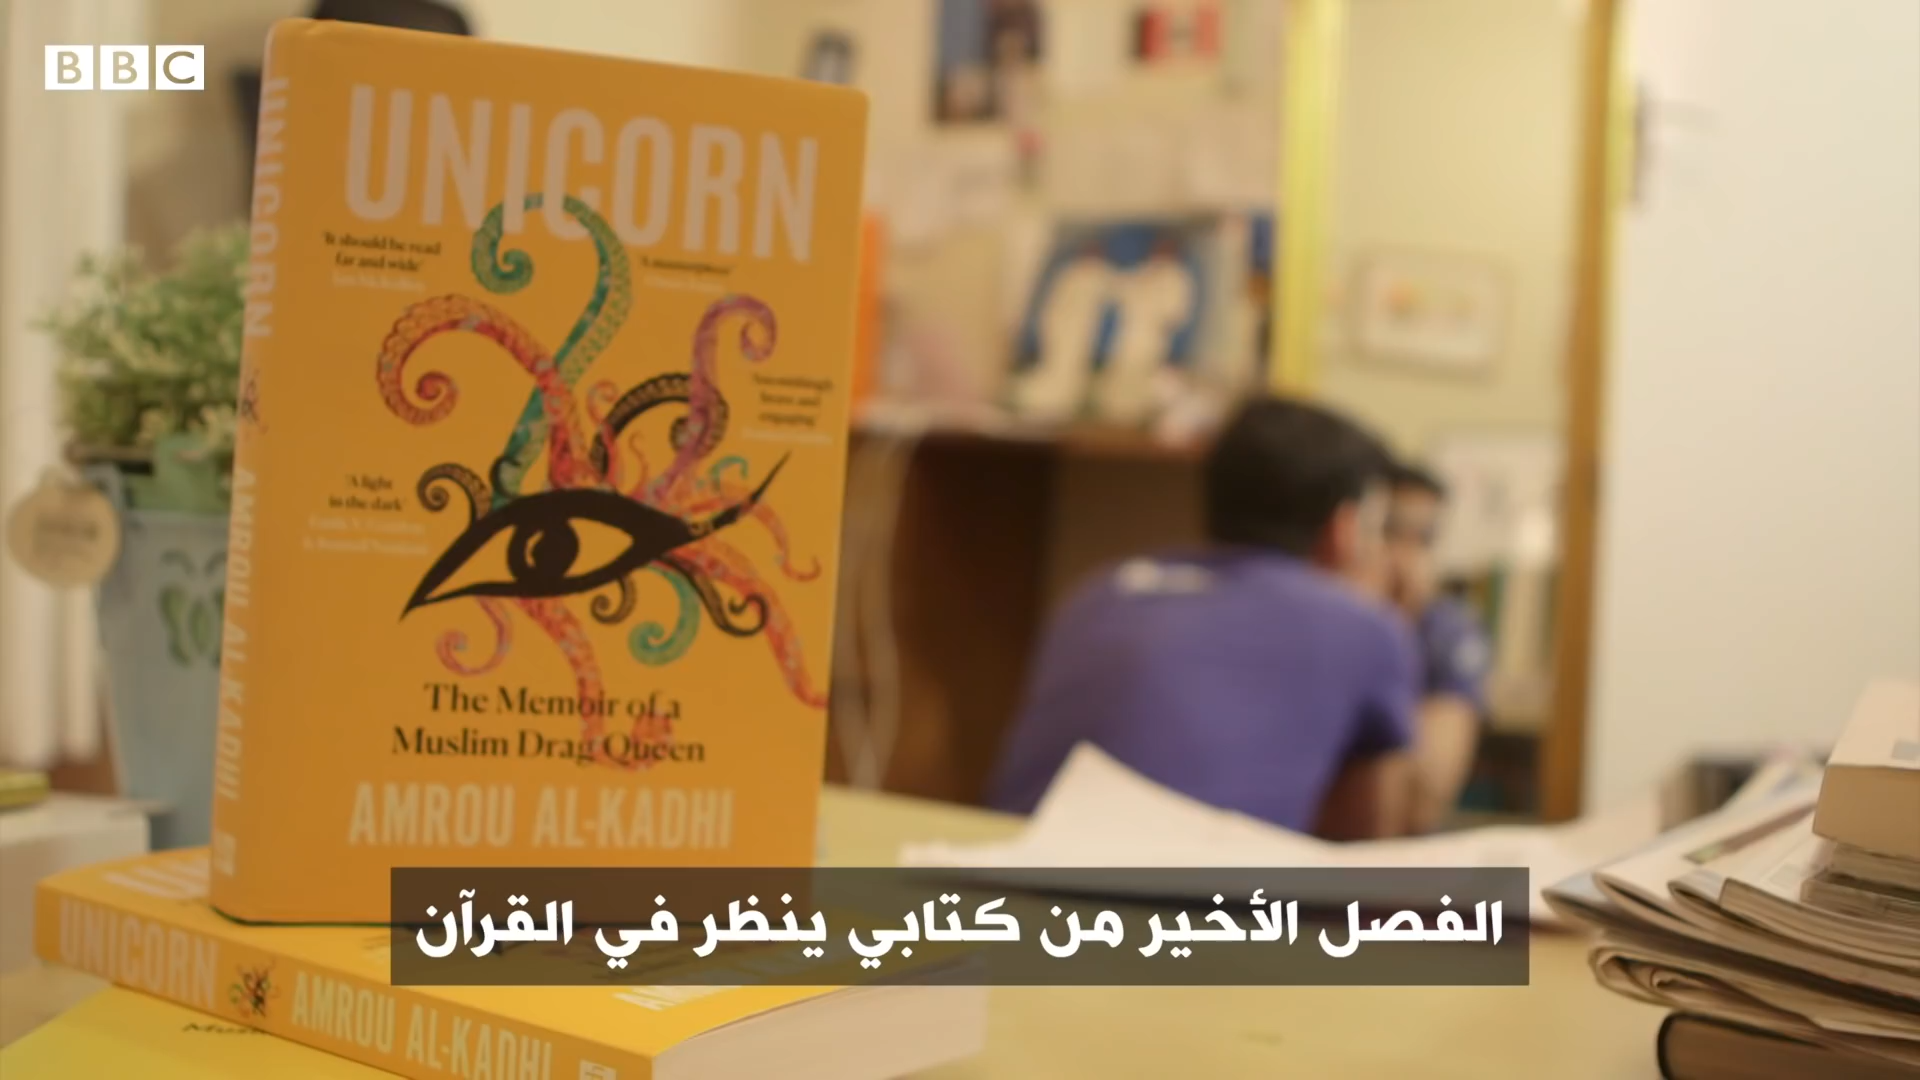 BBC
UNICORN
'It should be read
far and wide'
'A masterpiece'
'A light
in the dark'
The Memoir of a
Muslim Drag Queen
AMROU AL-KADHI
UNICORN
AMROU AL-KADHI
UNICORN
AMROU AL-KADHI
الفصل الأخير من كتابي ينظر في القرآن